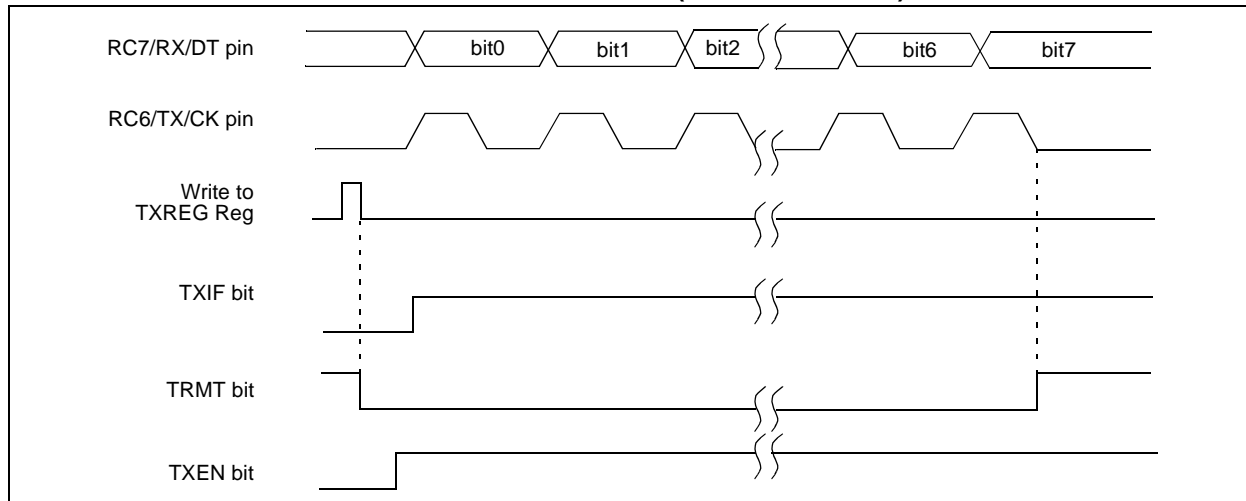 RC7/RX/DT pin
bit0
bit1
bit2
bit6
bit7
RC6/TX/CK pin
Write to
TXREG Reg
TXIF bit
TRMT bit
TXEN bit